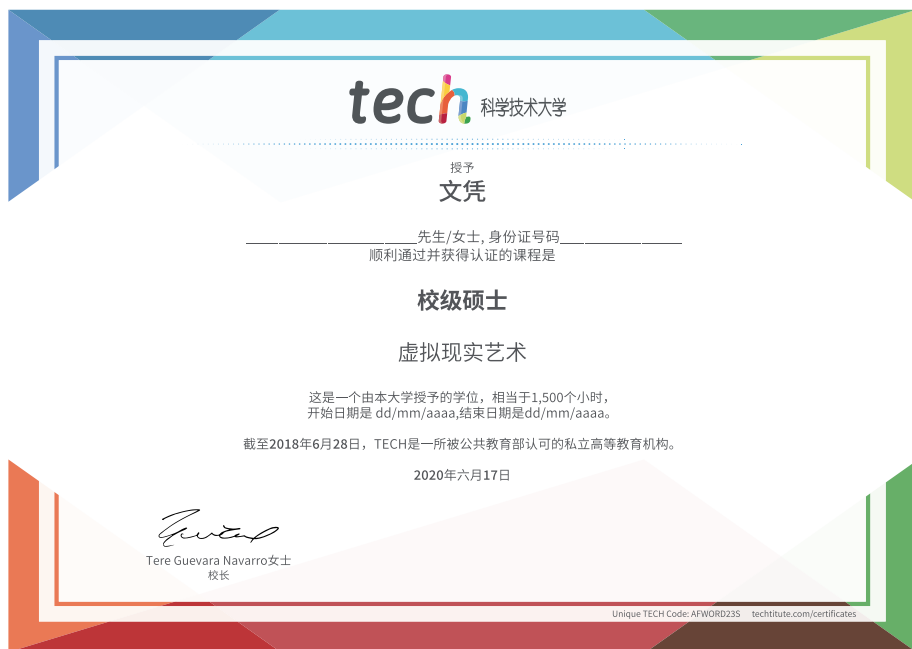 tech 科学技术大学
授予
文凭
______________________先生/女士, 身份证号码________________
顺利通过并获得认证的课程是
校级硕士
虚拟现实艺术
这是一个由本大学授予的学位，相当于1,500个小时，
开始日期是 dd/mm/aaaa,结束日期是dd/mm/aaaa。
截至2018年6月28日，TECH是一所被公共教育部认可的私立高等教育机构。
2020年六月17日
Tere Guevara Navarro女士
校长
Unique TECH Code: AFWORD23S techtitute.com/certificates